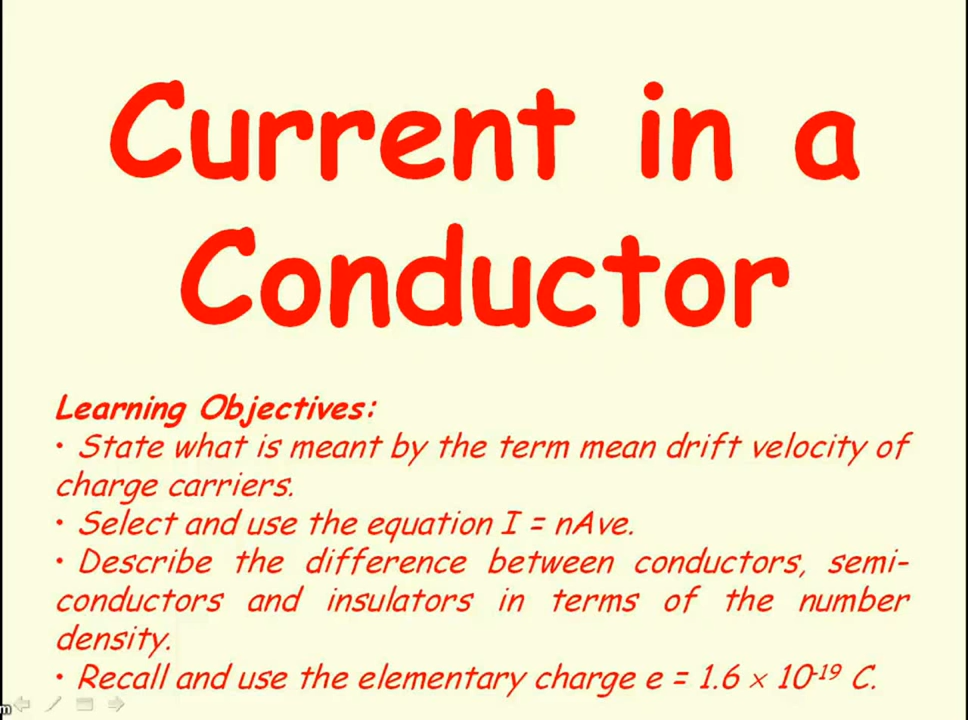 Current in a
Conductor
Learning Objectives:
• State what is meant by the term mean drift velocity of
charge carriers.
• Select and use the equation I = nAve.
• Describe the difference between conductors, semi-
conductors and insulators in terms of the number
density.
• Recall and use the elementary charge e = 1.6 × 10⁻¹⁹ C.
m